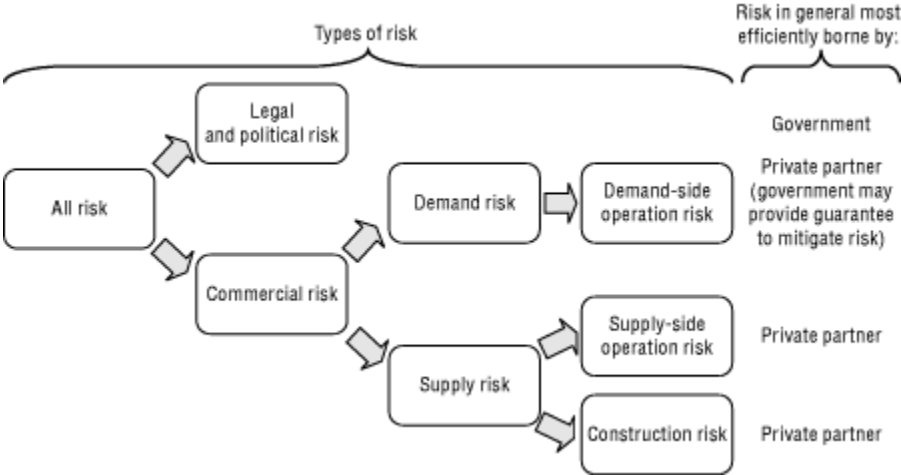 Types of risk
Risk in general most
efficiently borne by:
Legal
and political risk
Government
All risk
Demand risk
Demand-side
operation risk
Private partner
(government may
provide guarantee
to mitigate risk)
Commercial risk
Supply-side
operation risk
Private partner
Supply risk
Construction risk
Private partner